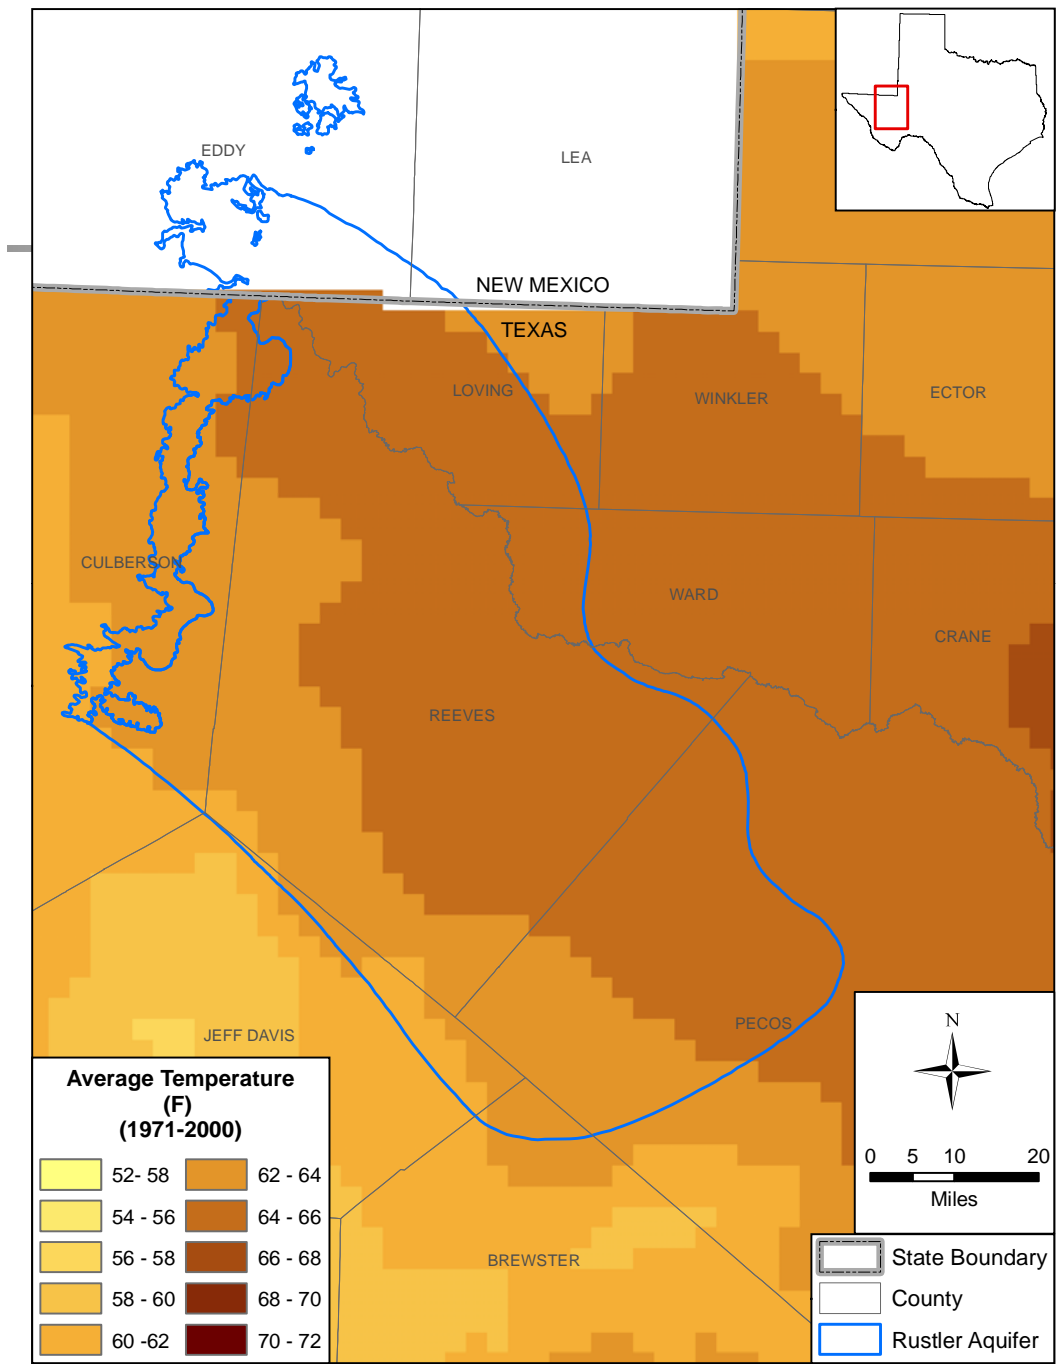 EDDY
LEA
NEW MEXICO
TEXAS
LOVING
WINKLER
ECTOR
CULBERSON
WARD
CRANE
REEVES
PECOS
JEFF DAVIS
BREWSTER
N
0 5 10 20
Miles
Average Temperature
(F)
(1971-2000)
52- 58
54 - 56
56 - 58
58 - 60
60 -62
62 - 64
64 - 66
66 - 68
68 - 70
70 - 72
State Boundary
County
Rustler Aquifer